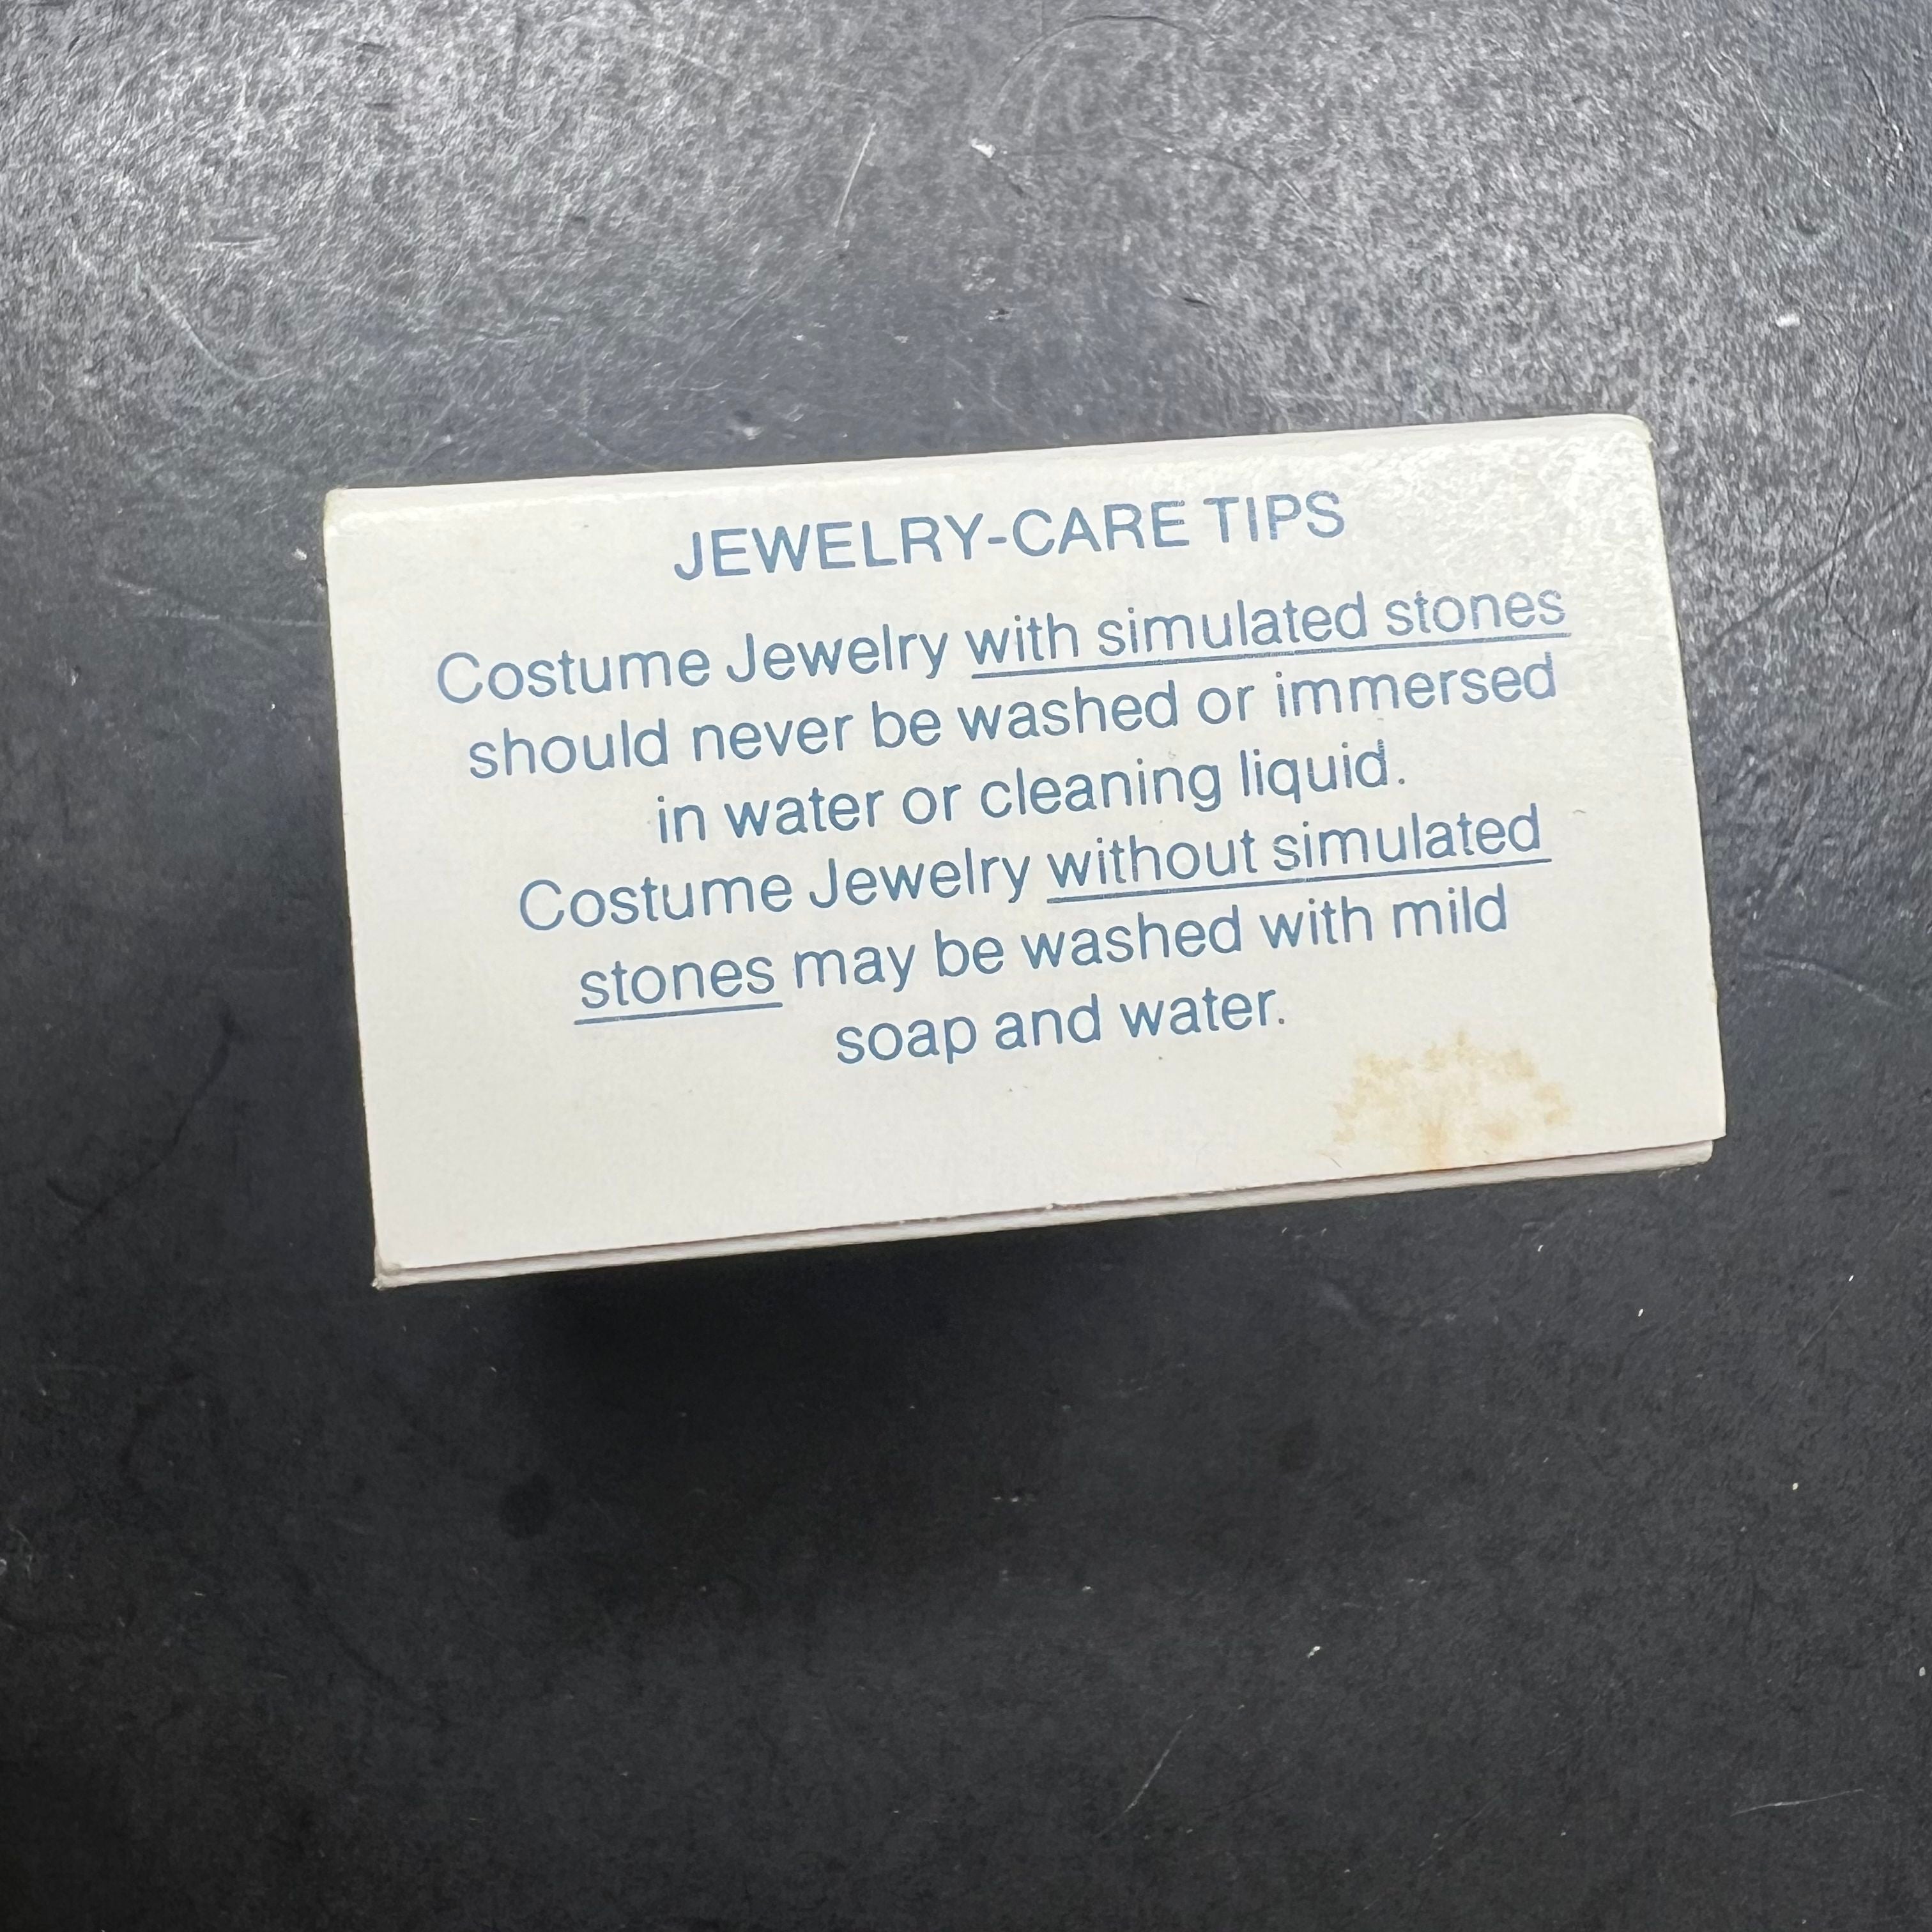 JEWELRY-CARE TIPS
Costume Jewelry with simulated stones
should never be washed or immersed
in water or cleaning liquid.
Costume Jewelry without simulated
stones may be washed with mild
soap and water.